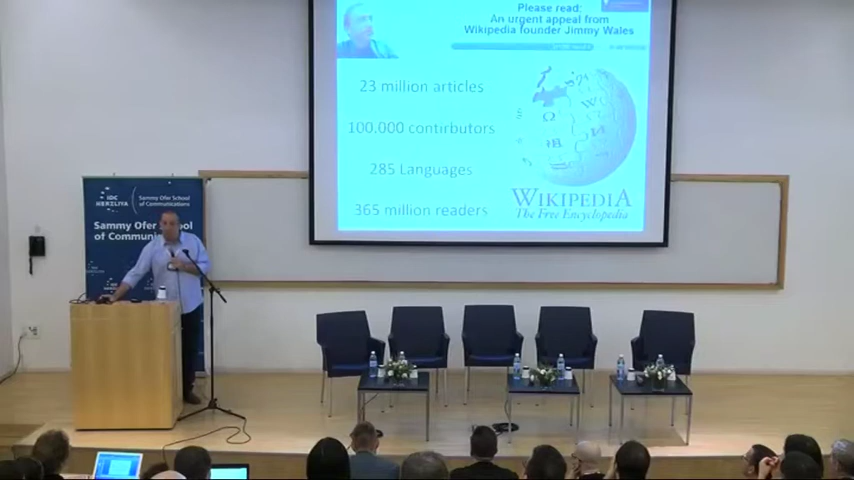 Please read:
An urgent appeal from
Wikipedia founder Jimmy Wales
23 million articles
100.000 contirbutors
285 Languages
365 million readers
WIKIPEDIA
The Free Encyclopedia
IDC
HERZLIYA
Sammy Ofer School
of Communications
Sammy Ofer School
of Communi